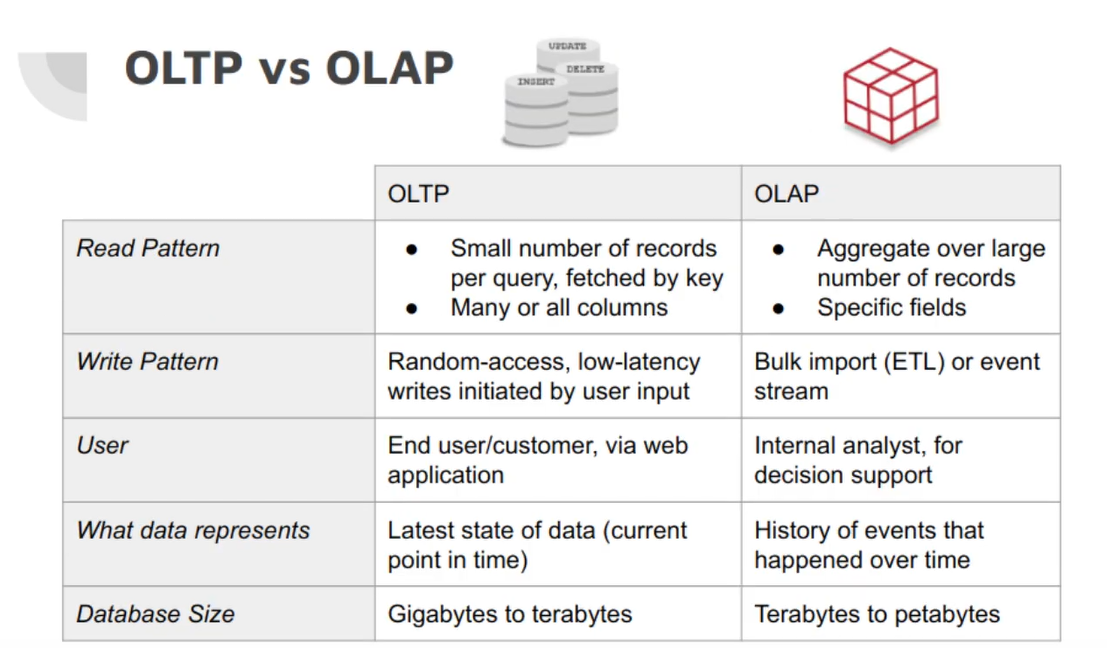 OLTP vs OLAP
UPDATE
DELETE
INSERT
OLTP
OLAP
Read Pattern
● Small number of records
per query, fetched by key
● Many or all columns
● Aggregate over large
number of records
● Specific fields
Write Pattern
Random-access, low-latency
writes initiated by user input
Bulk import (ETL) or event
stream
User
End user/customer, via web
application
Internal analyst, for
decision support
What data represents
Latest state of data (current
point in time)
History of events that
happened over time
Database Size
Gigabytes to terabytes
Terabytes to petabytes